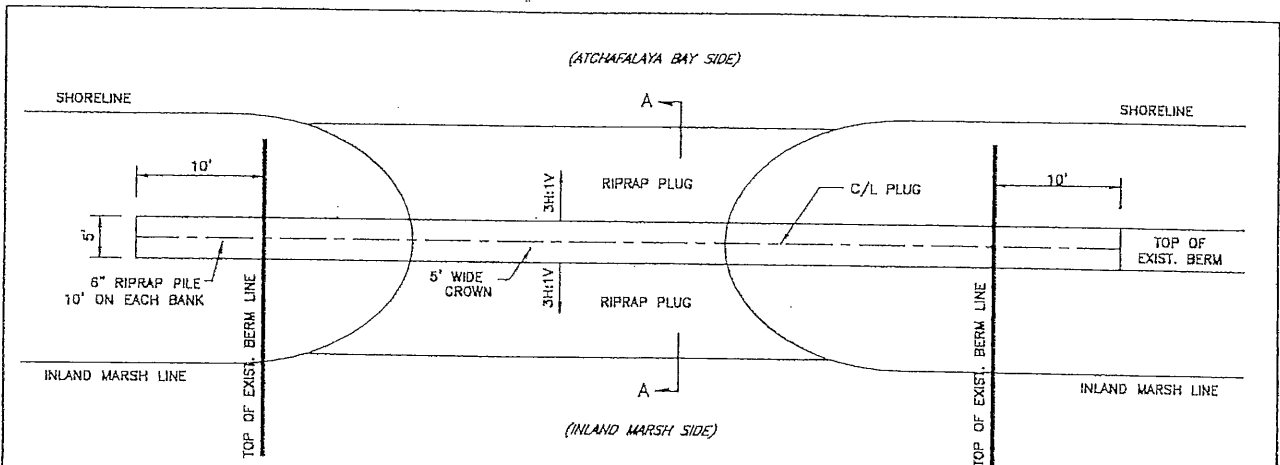 (ATCHAFALAYA BAY SIDE)
SHORELINE
A
SHORELINE
10'
3H:1V
RIPRAP PLUG
C/L PLUG
10'
5'
6" RIPRAP PILE
10' ON EACH BANK
5' WIDE
CROWN
TOP OF
EXIST. BERM
3H:1V
RIPRAP PLUG
TOP OF EXIST. BERM LINE
TOP OF EXIST. BERM LINE
INLAND MARSH LINE
A
INLAND MARSH LINE
(INLAND MARSH SIDE)